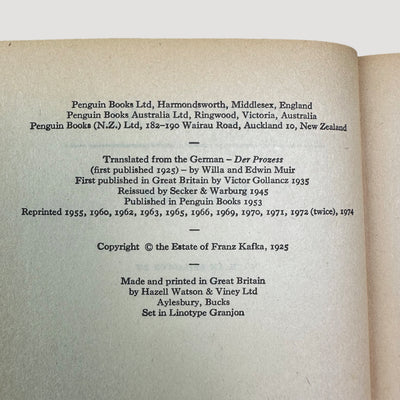 Penguin Books Ltd, Harmondsworth, Middlesex, England
Penguin Books Australia Ltd, Ringwood, Victoria, Australia
Penguin Books (N.Z.) Ltd, 182–190 Wairau Road, Auckland 10, New Zealand
—
Translated from the German – Der Prozess
(first published 1925) – by Willa and Edwin Muir
First published in Great Britain by Victor Gollancz 1935
Reissued by Secker & Warburg 1945
Published in Penguin Books 1953
Reprinted 1955, 1960, 1962, 1963, 1965, 1966, 1969, 1970, 1971, 1972 (twice), 1974
—
Copyright © the Estate of Franz Kafka, 1925
—
Made and printed in Great Britain
by Hazell Watson & Viney Ltd
Aylesbury, Bucks
Set in Linotype Granjon